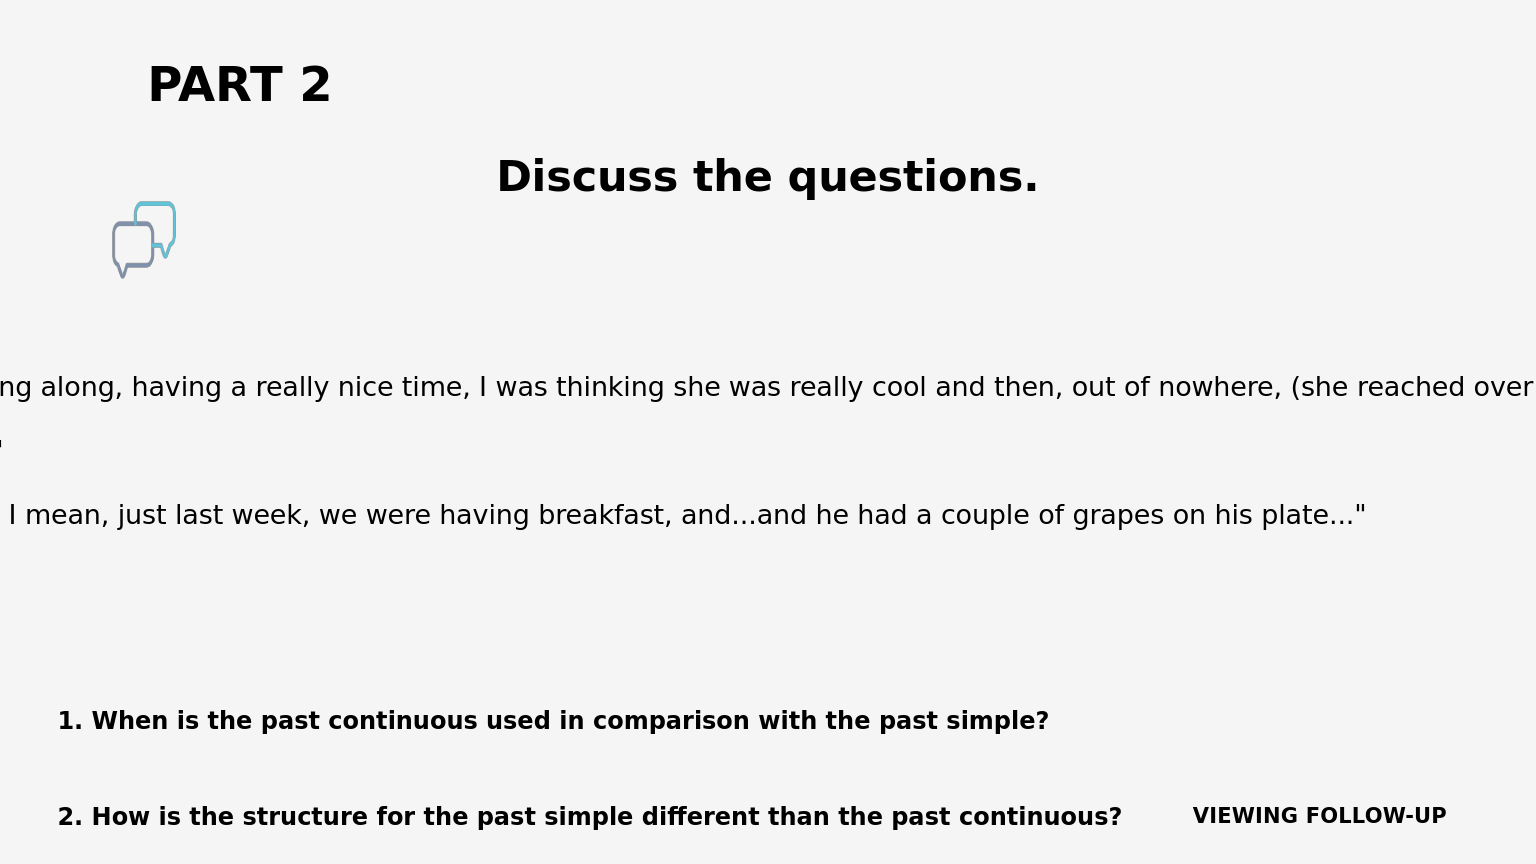 PART 2
Discuss the questions.
ng along, having a really nice time, I was thinking she was really cool and then, out of nowhere, (she reached over
I mean, just last week, we were having breakfast, and...and he had a couple of grapes on his plate..."
1. When is the past continuous used in comparison with the past simple?
2. How is the structure for the past simple different than the past continuous?
VIEWING FOLLOW-UP